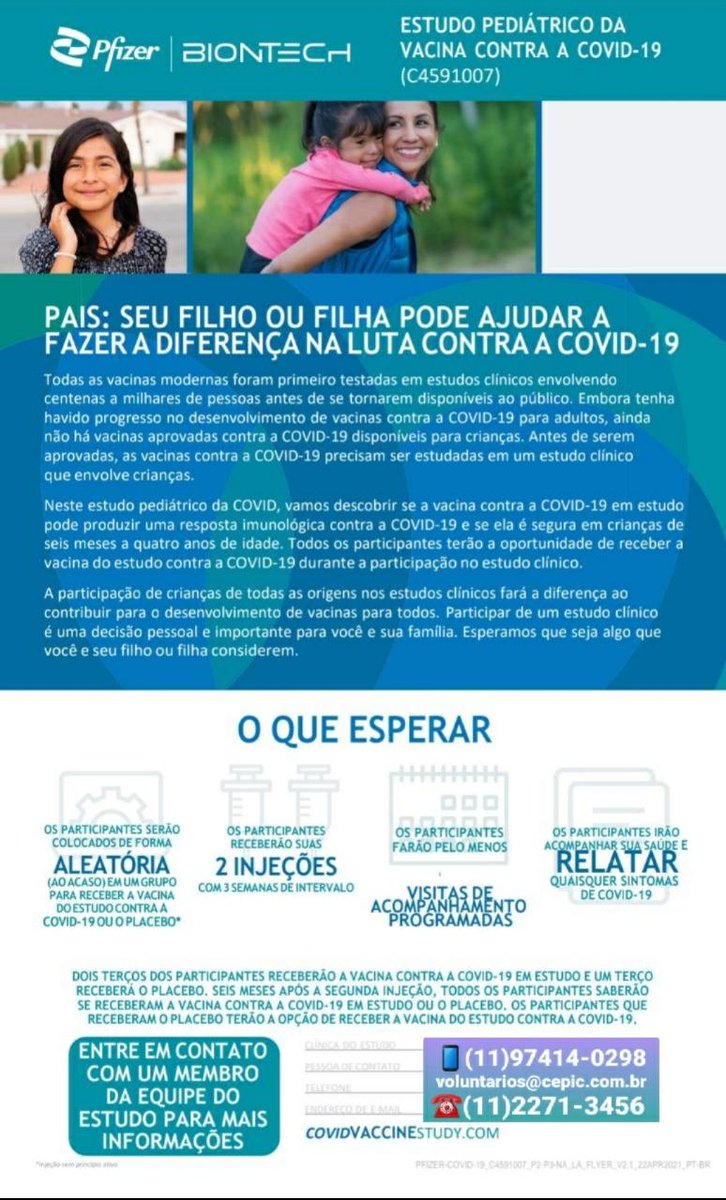 Pfizer | BIONTECH
ESTUDO PEDIÁTRICO DA
VACINA CONTRA A COVID-19
(C4591007)
PAIS: SEU FILHO OU FILHA PODE AJUDAR A
FAZER A DIFERENÇA NA LUTA CONTRA A COVID-19
Todas as vacinas modernas foram primeiro testadas em estudos clínicos envolvendo
centenas a milhares de pessoas antes de se tornarem disponíveis ao público. Embora tenha
havido progresso no desenvolvimento de vacinas contra a COVID-19 para adultos, ainda
não há vacinas aprovadas contra a COVID-19 disponíveis para crianças. Antes de serem
aprovadas, as vacinas contra a COVID-19 precisam ser estudadas em um estudo clínico
que envolve crianças.
Neste estudo pediátrico da COVID, vamos descobrir se a vacina contra a COVID-19 em estudo
pode produzir uma resposta imunológica contra a COVID-19 e se ela é segura em crianças de
seis meses a quatro anos de idade. Todos os participantes terão a oportunidade de receber a
vacina do estudo contra a COVID-19 durante a participação no estudo clínico.
A participação de crianças de todas as origens nos estudos clínicos fará a diferença ao
contribuir para o desenvolvimento de vacinas para todos. Participar de um estudo clínico
é uma decisão pessoal e importante para você e sua família. Esperamos que seja algo que
você e seu filho ou filha considerem.
O QUE ESPERAR
OS PARTICIPANTES SERÃO
COLOCADOS DE FORMA
ALEATÓRIA
(AO ACASO) EM UM GRUPO
PARA RECEBER A VACINA
DO ESTUDO CONTRA A
COVID-19 OU O PLACEBO*
OS PARTICIPANTES
RECEBERÃO SUAS
2 INJEÇÕES
COM 3 SEMANAS DE INTERVALO
OS PARTICIPANTES
FARÃO PELO MENOS
VISITAS DE
ACOMPANHAMENTO
PROGRAMADAS
OS PARTICIPANTES IRÃO
ACOMPANHAR SUA SAÚDE E
RELATAR
QUAISQUER SINTOMAS
DE COVID-19
DOIS TERÇOS DOS PARTICIPANTES RECEBERÃO A VACINA CONTRA A COVID-19 EM ESTUDO E UM TERÇO
RECEBERÁ O PLACEBO. SEIS MESES APÓS A SEGUNDA INJEÇÃO, TODOS OS PARTICIPANTES SABERÃO
SE RECEBERAM A VACINA CONTRA A COVID-19 EM ESTUDO OU O PLACEBO. OS PARTICIPANTES QUE
RECEBERAM O PLACEBO TERÃO A OPÇÃO DE RECEBER A VACINA DO ESTUDO CONTRA A COVID-19.
ENTRE EM CONTATO
COM UM MEMBRO
DA EQUIPE DO
ESTUDO PARA MAIS
INFORMAÇÕES
CLÍNICA DO ESTUDO
PESSOA DE CONTATO
TELEFONE
ENDEREÇO DE E-MAIL
COVIDVACCINESTUDY.COM
(11)97414-0298
voluntarios@cepic.com.br
(11)2271-3456
*Injeção sem princípio ativo
PFIZER-COVID-19_C4591007_P2-P3-NA_LA_FLYER_V2.1_22APR2021_PT-BR